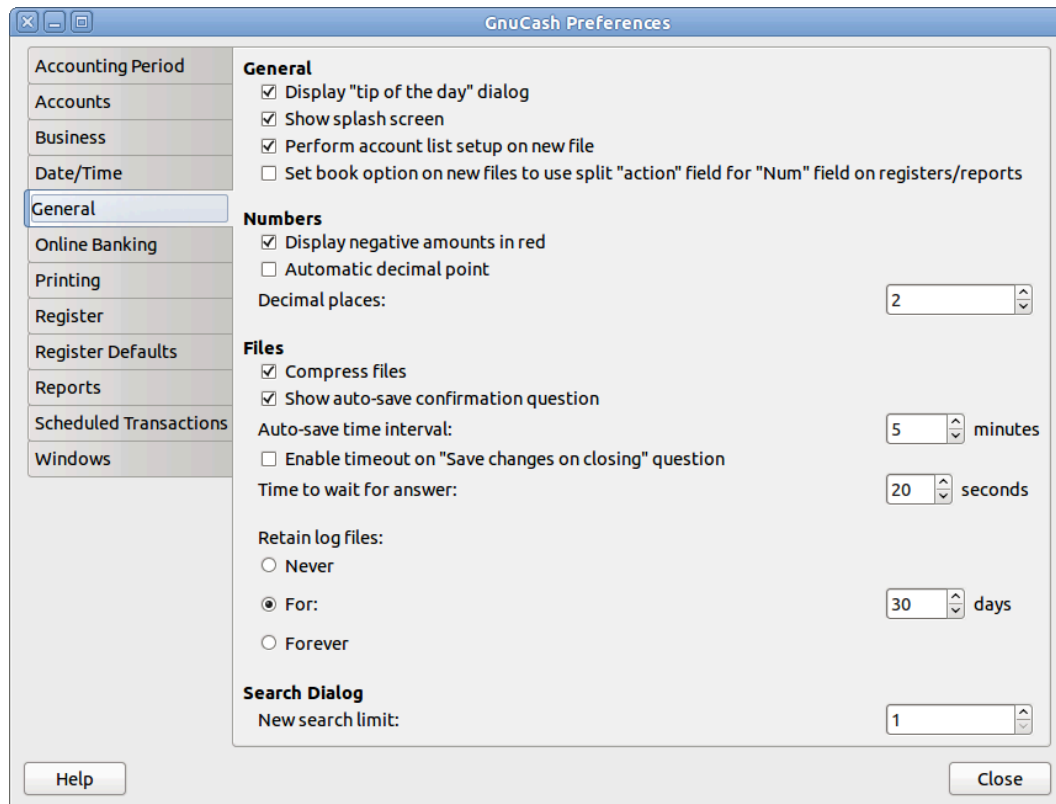 GnuCash Preferences
Accounting Period
Accounts
Business
Date/Time
General
Online Banking
Printing
Register
Register Defaults
Reports
Scheduled Transactions
Windows
General
Display "tip of the day" dialog
Show splash screen
Perform account list setup on new file
Set book option on new files to use split "action" field for "Num" field on registers/reports
Numbers
Display negative amounts in red
Automatic decimal point
Decimal places: 2
Files
Compress files
Show auto-save confirmation question
Auto-save time interval: 5 minutes
Enable timeout on "Save changes on closing" question
Time to wait for answer: 20 seconds
Retain log files:
Never
For: 30 days
Forever
Search Dialog
New search limit: 1
Help Close